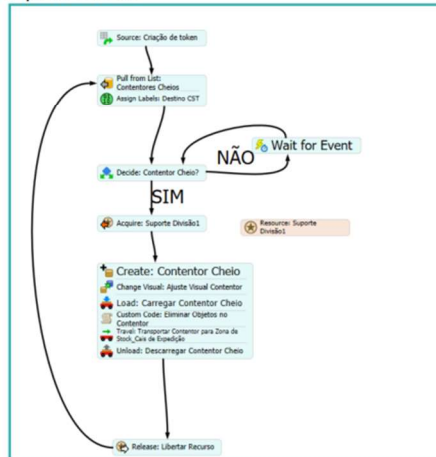 Source: Criação de token
Pull from List:
Contentores Cheios
Assign Labels: Destino CST
Wait for Event
NÃO
Decide: Contentor Cheio?
SIM
Acquire: Suporte Divisão1
Resource: Suporte
Divisão1
Create: Contentor Cheio
Change Visual: Ajuste Visual Contentor
Load: Carregar Contentor Cheio
Custom Code: Eliminar Objetos no
Contentor
Travel: Transportar Contentor para Zona de
Stock_Cais de Expedição
Unload: Descarregar Contentor Cheio
Release: Libertar Recurso